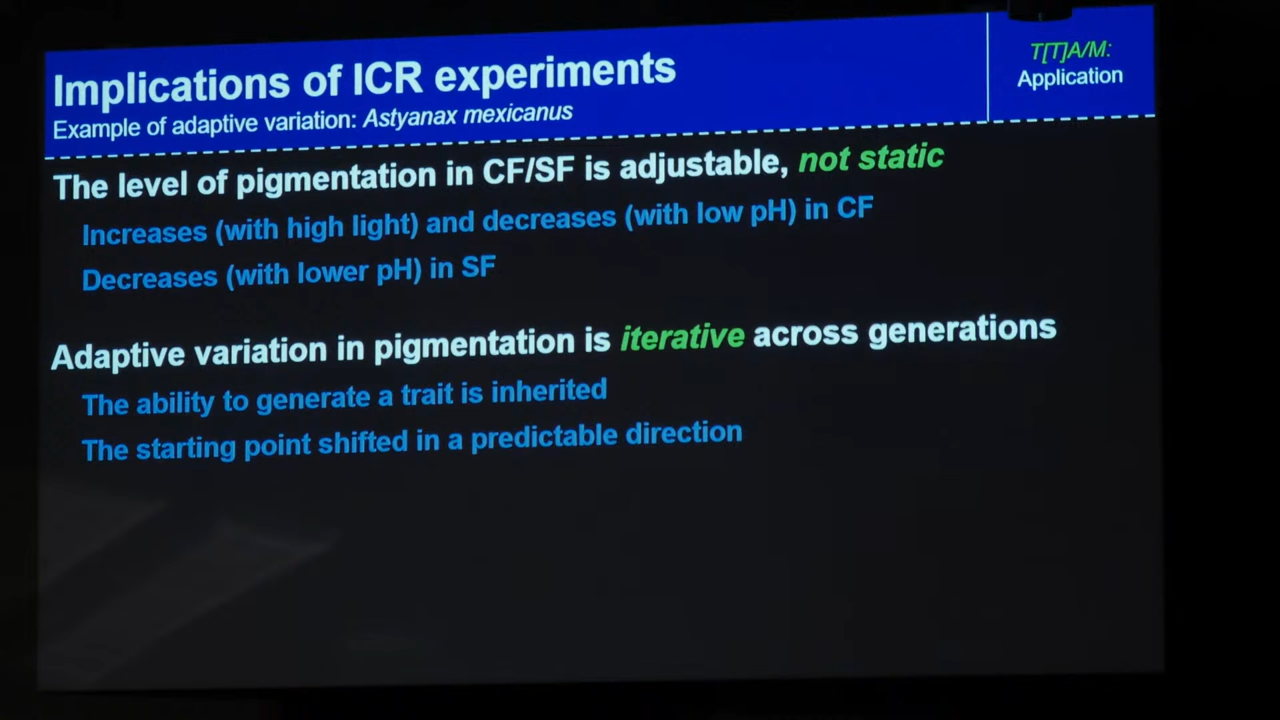 Implications of ICR experiments
Example of adaptive variation: Astyanax mexicanus
T[T]A/M:
Application
The level of pigmentation in CF/SF is adjustable, not static
Increases (with high light) and decreases (with low pH) in CF
Decreases (with lower pH) in SF
Adaptive variation in pigmentation is iterative across generations
The ability to generate a trait is inherited
The starting point shifted in a predictable direction